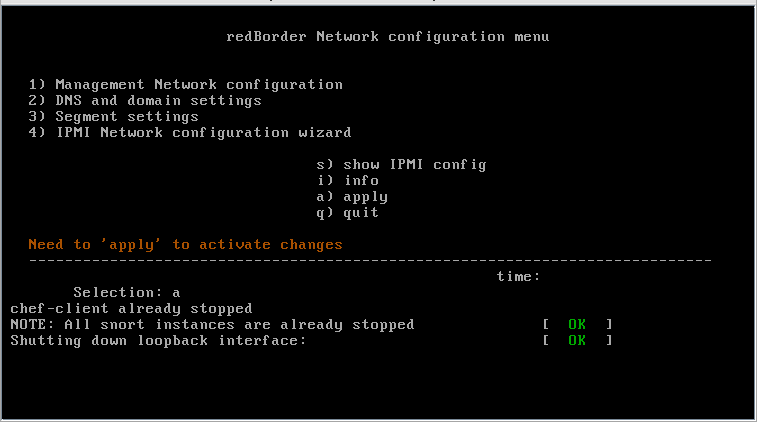 redBorder Network configuration menu
1) Management Network configuration
2) DNS and domain settings
3) Segment settings
4) IPMI Network configuration wizard
s) show IPMI config
i) info
a) apply
q) quit
Need to 'apply' to activate changes
----------------------------------------------------------------------------
time:
Selection: a
chef-client already stopped
NOTE: All snort instances are already stopped [ OK ]
Shutting down loopback interface: [ OK ]